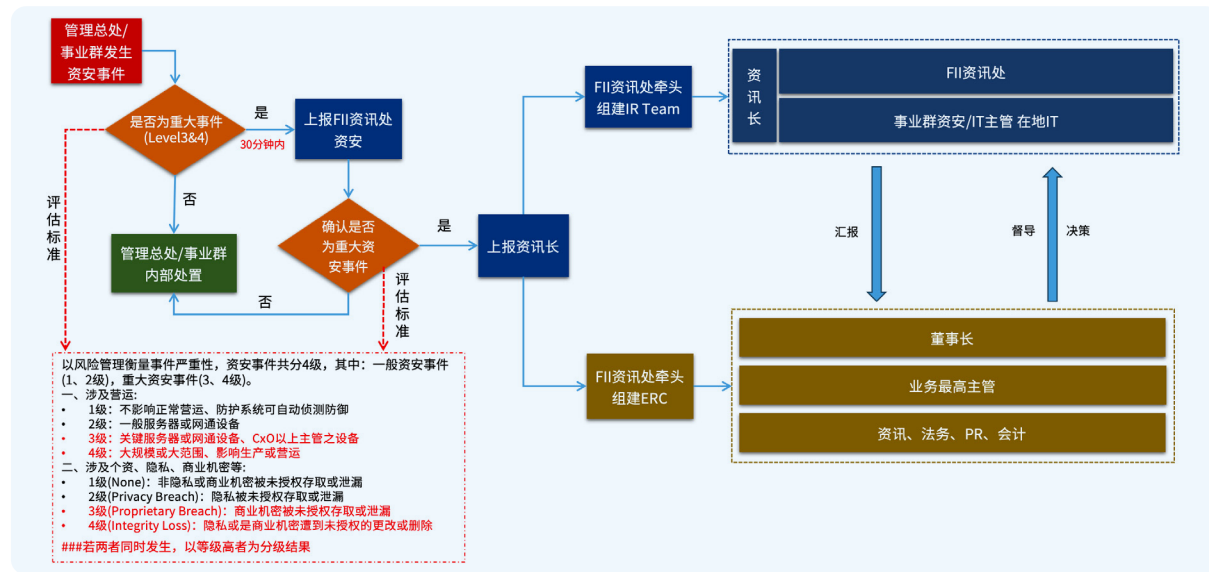 管理总处/
事业群发生
资安事件
是否为重大事件
(Level3&4)
是
30分钟内
上报FII资讯处
资安
否
评估标准
管理总处/事业群
内部处置
确认是否
为重大资
安事件
是
否
评估标准
上报资讯长
FII资讯处牵头
组建IR Team
资讯长
FII资讯处
事业群资安/IT主管 在地IT
汇报
督导
决策
FII资讯处牵头
组建ERC
董事长
业务最高主管
资讯、法务、PR、会计
以风险管理衡量事件严重性，资安事件共分4级，其中：一般资安事件
(1、2级)，重大资安事件(3、4级)。
一、涉及营运:
• 1级：不影响正常营运、防护系统可自动侦测防御
• 2级：一般服务器或网通设备
• 3级：关键服务器或网通设备、CxO以上主管之设备
• 4级：大规模或大范围、影响生产或营运
二、涉及个资、隐私、商业机密等:
• 1级(None)：非隐私或商业机密被未授权存取或泄漏
• 2级(Privacy Breach)：隐私被未授权存取或泄漏
• 3级(Proprietary Breach)：商业机密被未授权存取或泄漏
• 4级(Integrity Loss)：隐私或是商业机密遭到未授权的更改或删除
###若两者同时发生，以等级高者为分级结果